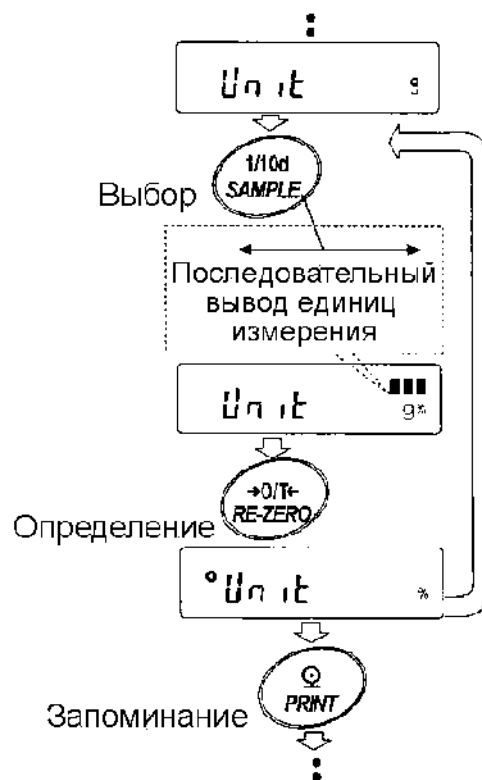 Unit g
1/10d
SAMPLE
Выбор
Последовательный
вывод единиц
измерения
Unit g%
→0/T←
RE-ZERO
Определение
°Unit %
PRINT
Запоминание